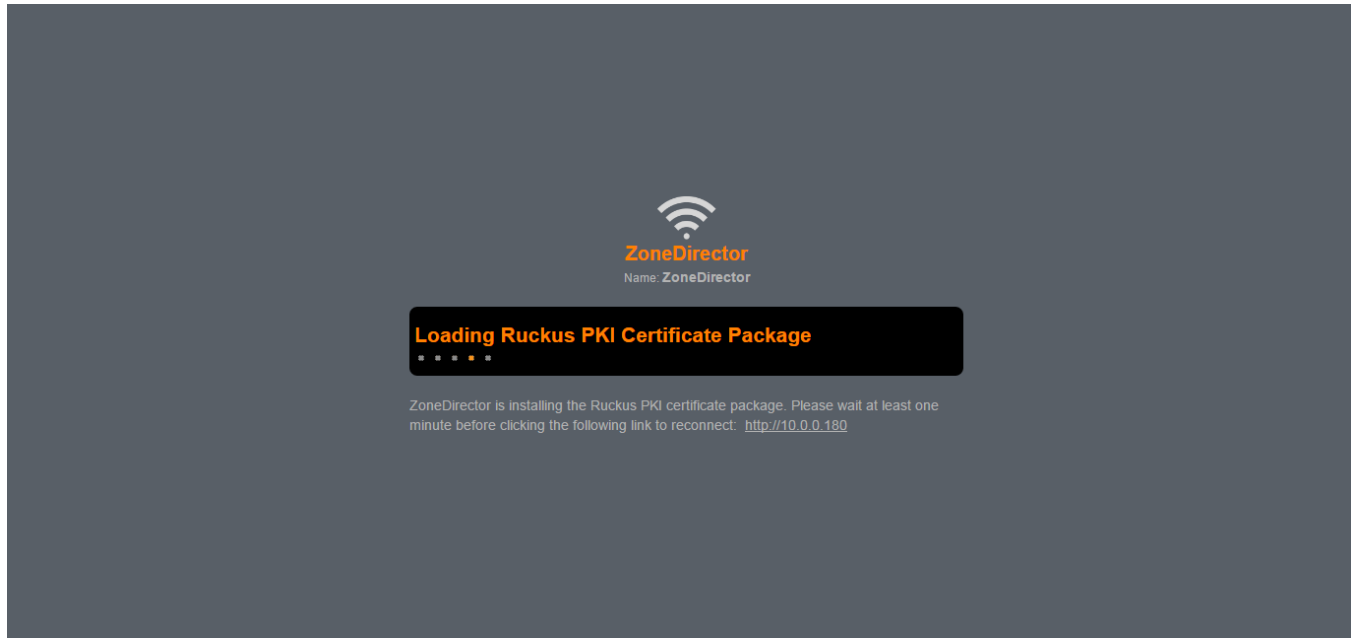 ZoneDirector
Name: ZoneDirector
Loading Ruckus PKI Certificate Package
ZoneDirector is installing the Ruckus PKI certificate package. Please wait at least one
minute before clicking the following link to reconnect: http://10.0.0.180